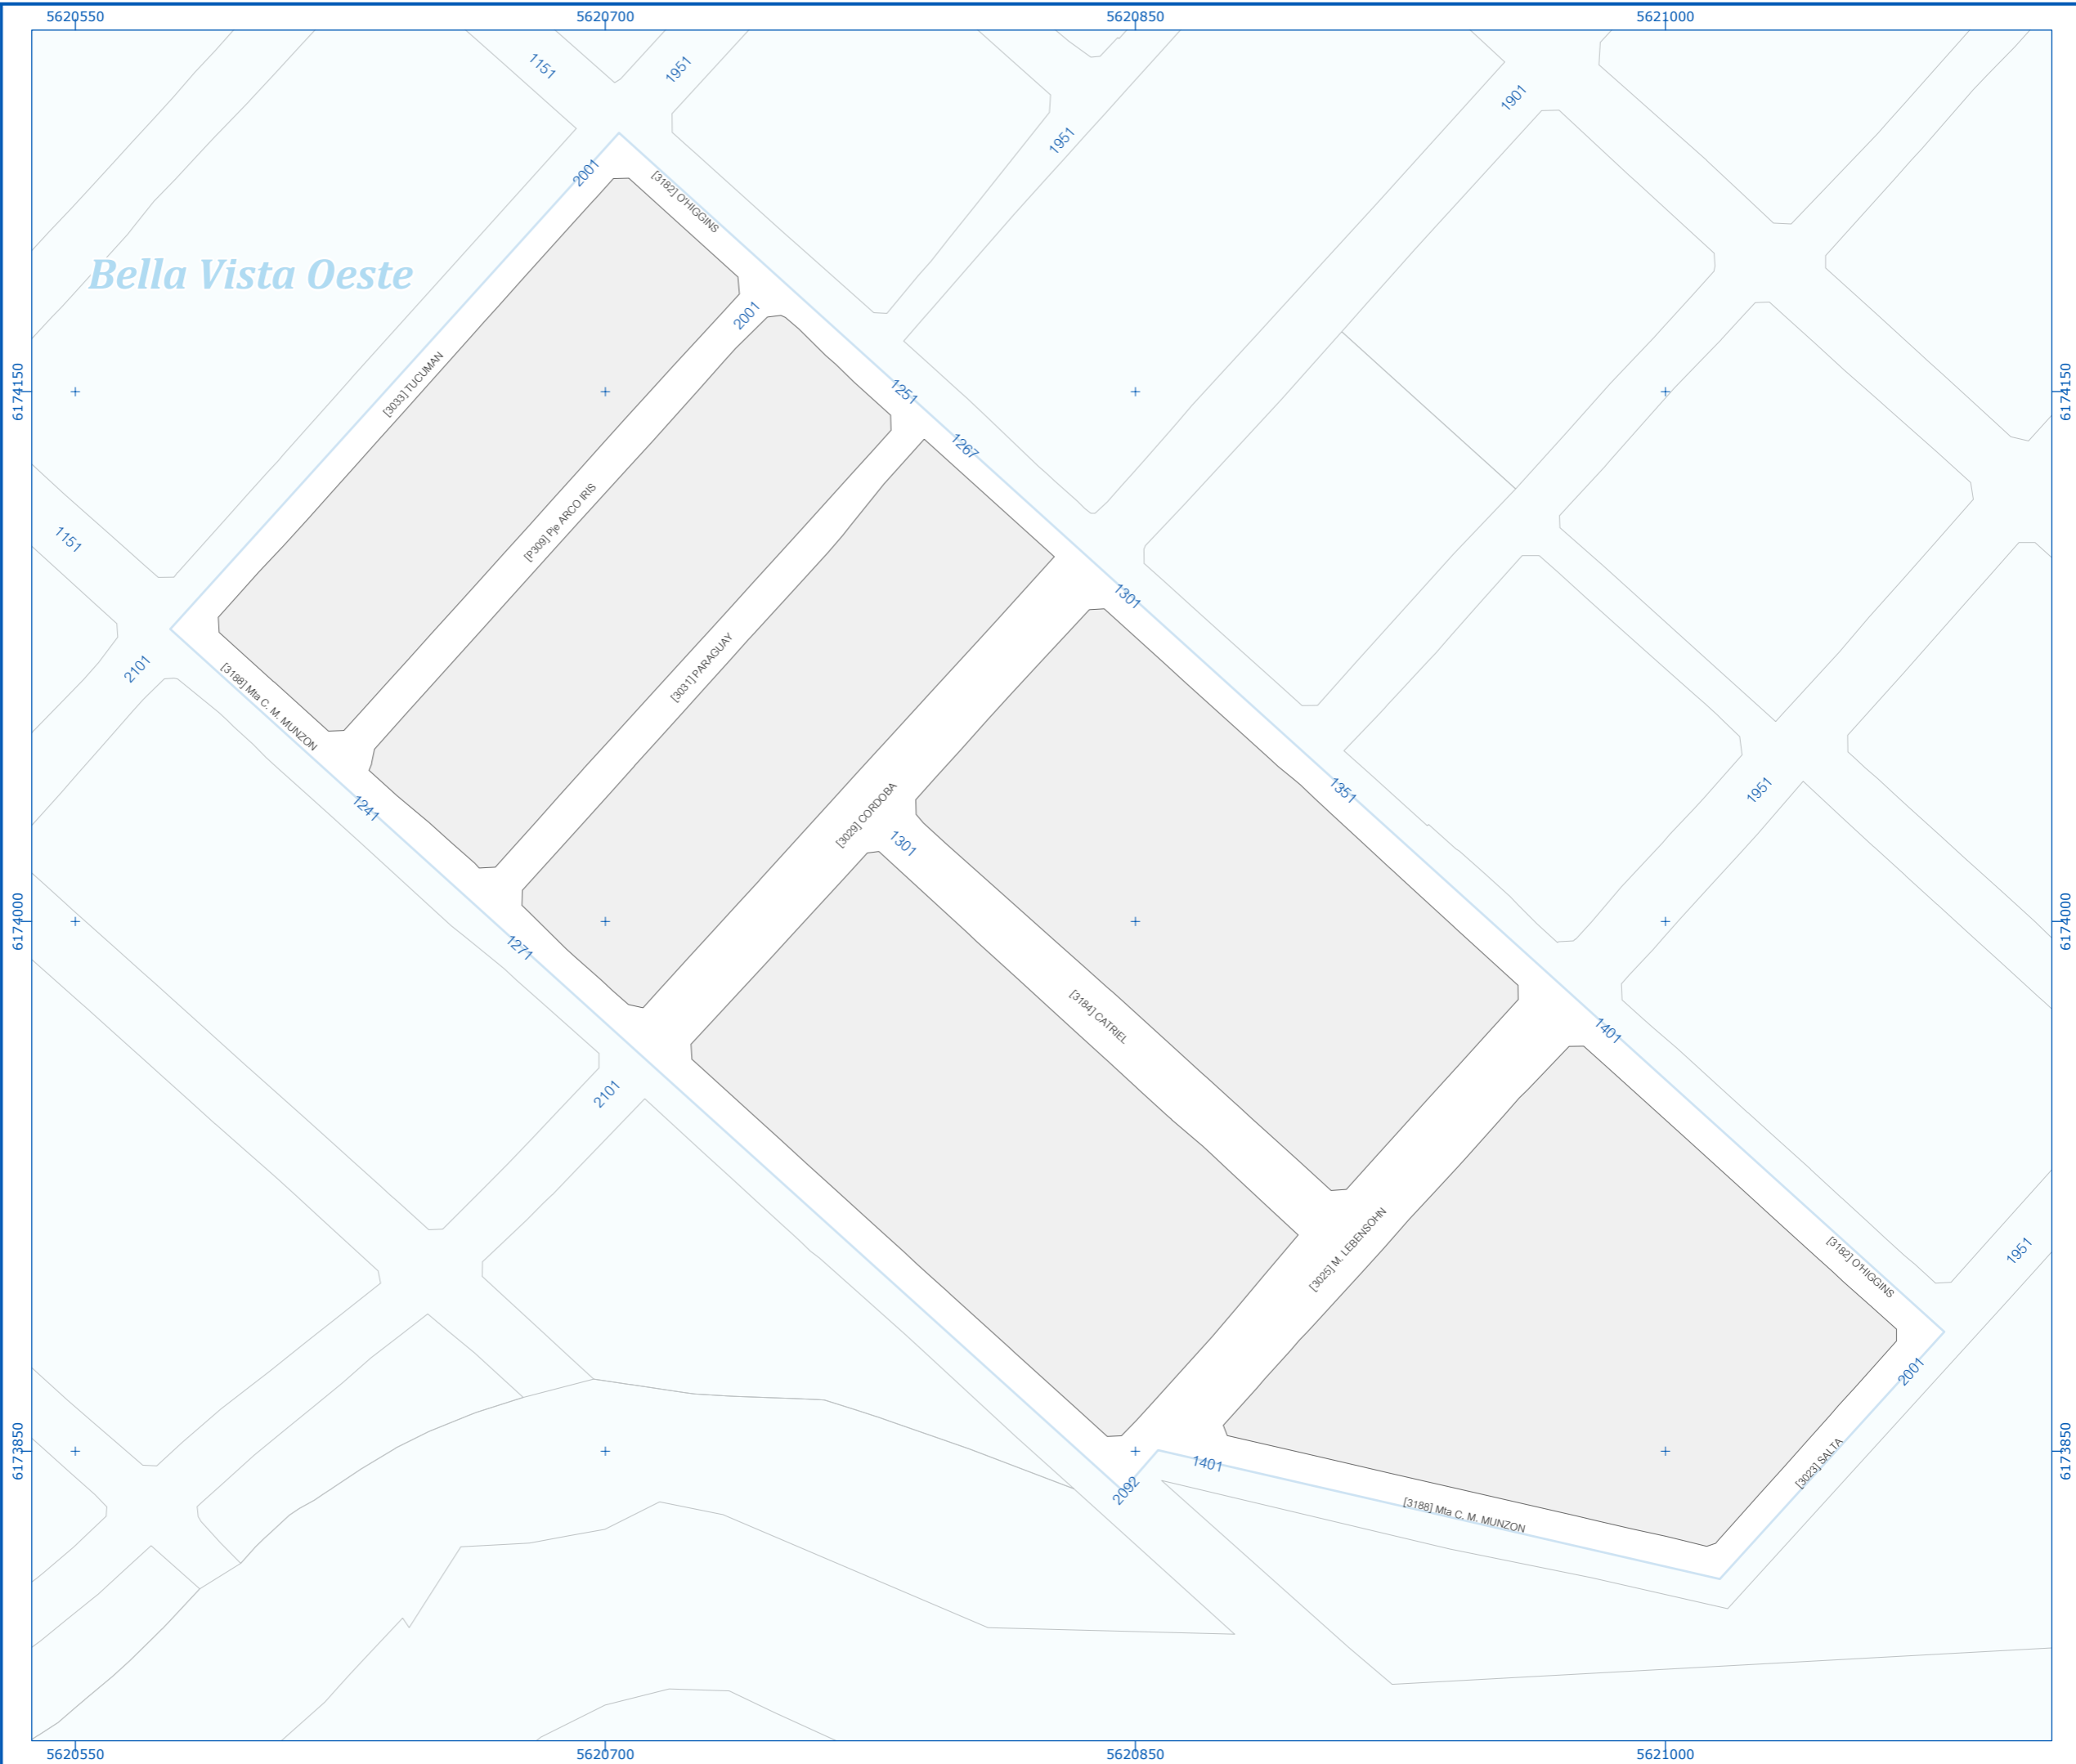 5620550 5620700 5620850 5621000
1151
1951
1951
1901
2001
[3182] O'HIGGINS
Bella Vista Oeste
2001
[3033] TUCUMAN
6174150
6174150
1251
1267
[P309] Pje ARCO IRIS
1151
1301
2101
[3188] Mta C. M. MUNZON
[3031] PARAGUAY
1241
[3029] CORDOBA
1301
1351
1951
6174000
6174000
1271
[3184] CATRIEL
1401
2101
[3025] M. LEBENSOHN
[3182] O'HIGGINS
1951
2001
6173850
6173850
1401
2092
[3023] SALTA
[3188] Mta C. M. MUNZON
5620550 5620700 5620850 5621000